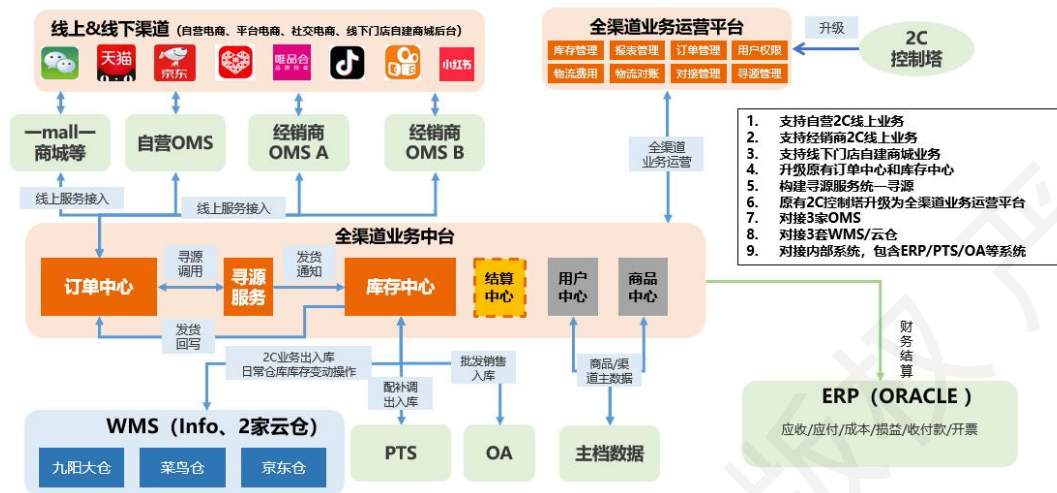 线上&线下渠道（自营电商、平台电商、社交电商、线下门店自建商城后台）
天猫
JD
京东
唯品会
品牌特卖
小红书
全渠道业务运营平台
库存管理
报表管理
订单管理
用户权限
物流费用
物流对账
对接管理
寻源管理
升级
2C
控制塔
一mall一
商城等
自营OMS
经销商
OMS A
经销商
OMS B
全渠道
业务运营
1. 支持自营2C线上业务
2. 支持经销商2C线上业务
3. 支持线下门店自建商城业务
4. 升级原有订单中心和库存中心
5. 构建寻源服务统一寻源
6. 原有2C控制塔升级为全渠道业务运营平台
7. 对接3家OMS
8. 对接3套WMS/云仓
9. 对接内部系统，包含ERP/PTS/OA等系统
线上服务接入
线上服务接入
全渠道业务中台
订单中心
寻源
调用
寻源
服务
发货
通知
库存中心
结算
中心
用户
中心
商品
中心
发货
回写
财务结算
2C业务出入库
日常仓库库存变动操作
批发销售
入库
配补调
出入库
商品/渠
道主数据
WMS（Info、2家云仓）
九阳大仓
菜鸟仓
京东仓
PTS
OA
主档数据
ERP（ORACLE ）
应收/应付/成本/损益/收付款/开票
版权